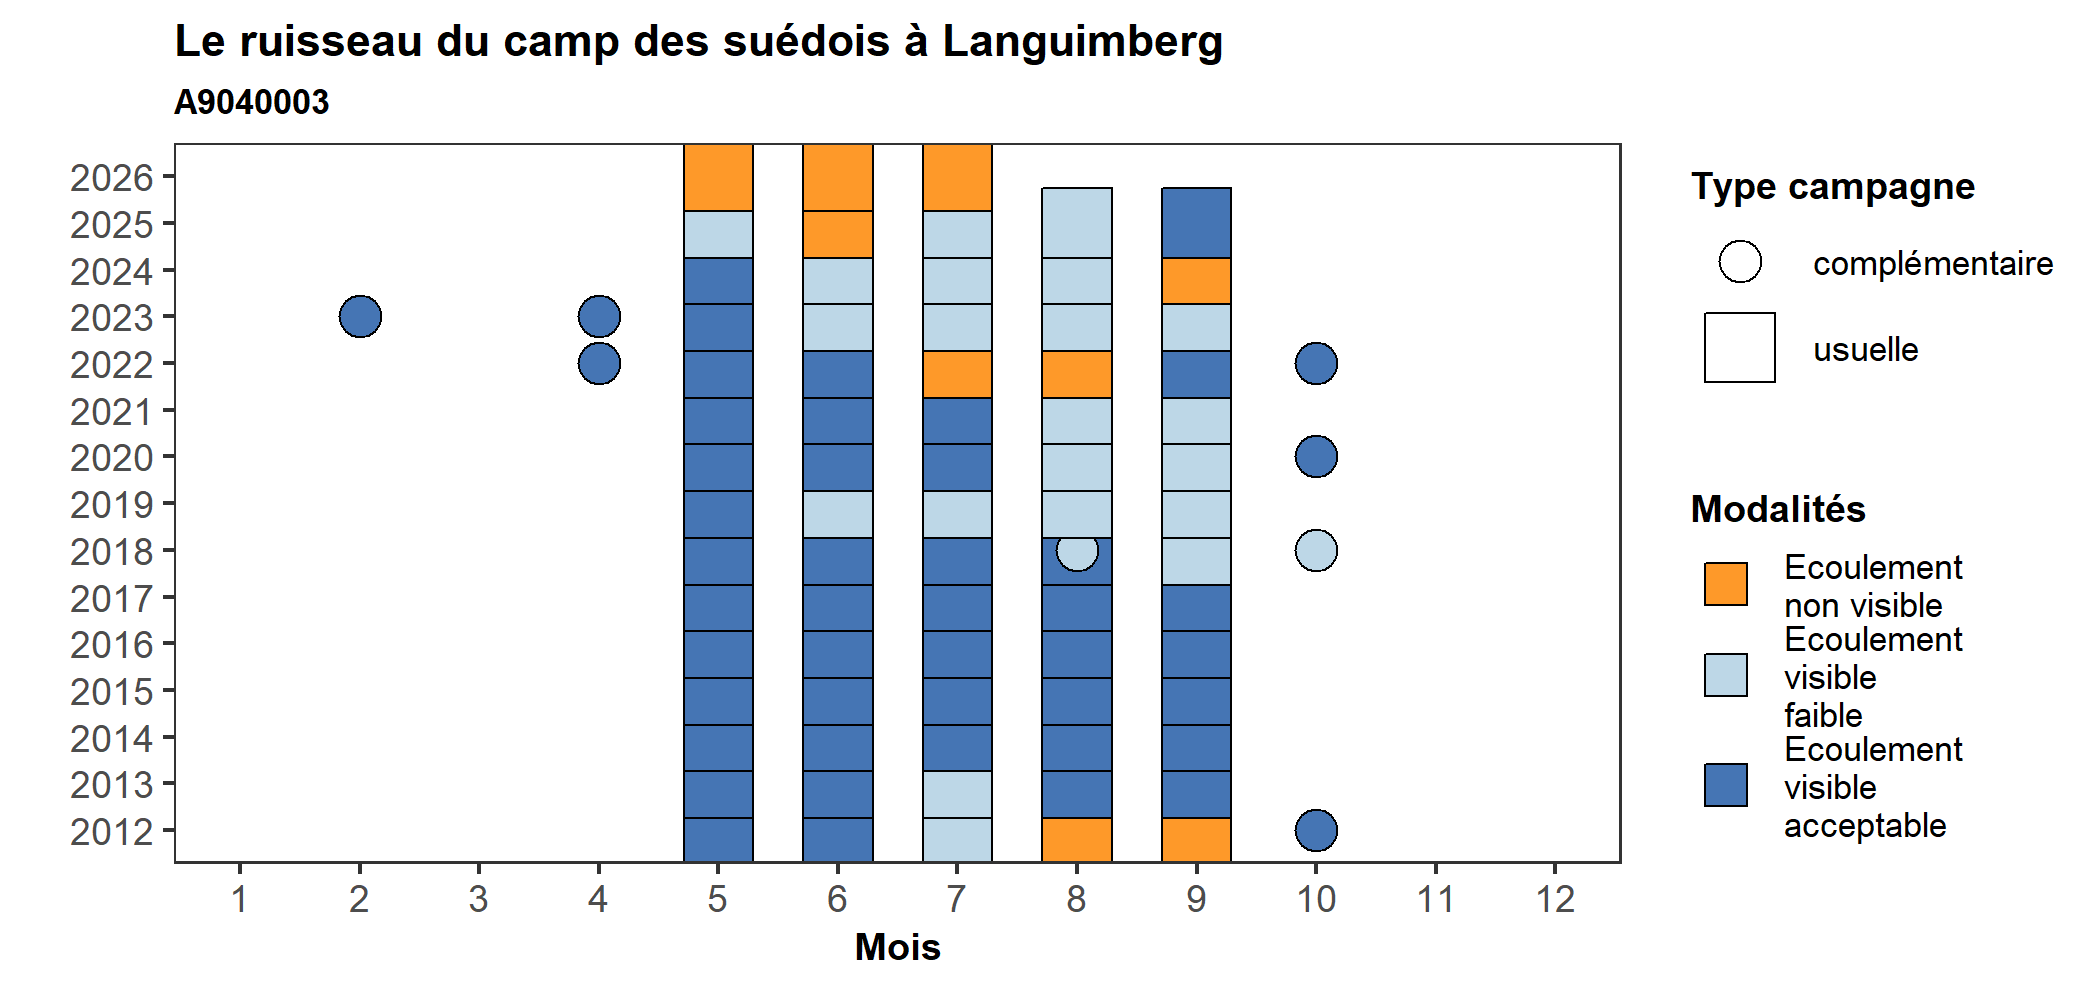 Le ruisseau du camp des suédois à Languimberg
A9040003
2026
2025
2024
2023
2022
2021
2020
2019
2018
2017
2016
2015
2014
2013
2012
1 2 3 4 5 6 7 8 9 10 11 12
Mois
Type campagne
complémentaire
usuelle
Modalités
Ecoulement
non visible
Ecoulement
visible
faible
Ecoulement
visible
acceptable